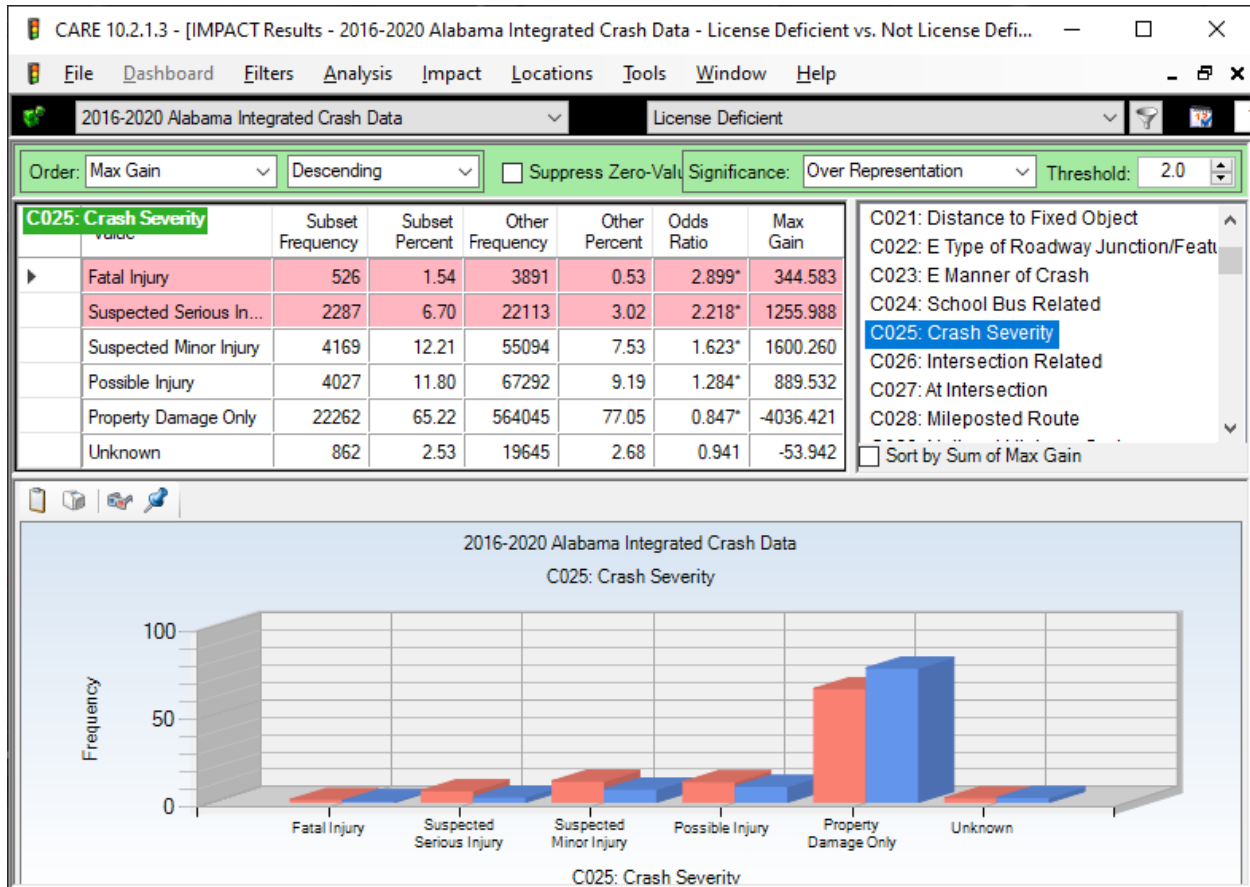 CARE 10.2.1.3 - [IMPACT Results - 2016-2020 Alabama Integrated Crash Data - License Deficient vs. Not License Defi...
File Dashboard Filters Analysis Impact Locations Tools Window Help
2016-2020 Alabama Integrated Crash Data License Deficient
Order: Max Gain Descending Suppress Zero-Valu Significance: Over Representation Threshold: 2.0
C025: Crash Severity Subset Frequency Subset Percent Other Frequency Other Percent Odds Ratio Max Gain
Fatal Injury 526 1.54 3891 0.53 2.899* 344.583
Suspected Serious In... 2287 6.70 22113 3.02 2.218* 1255.988
Suspected Minor Injury 4169 12.21 55094 7.53 1.623* 1600.260
Possible Injury 4027 11.80 67292 9.19 1.284* 889.532
Property Damage Only 22262 65.22 564045 77.05 0.847* -4036.421
Unknown 862 2.53 19645 2.68 0.941 -53.942
C021: Distance to Fixed Object
C022: E Type of Roadway Junction/Featu
C023: E Manner of Crash
C024: School Bus Related
C025: Crash Severity
C026: Intersection Related
C027: At Intersection
C028: Mileposted Route
Sort by Sum of Max Gain
2016-2020 Alabama Integrated Crash Data
C025: Crash Severity
Frequency
100
50
0
Fatal Injury
Suspected Serious Injury
Suspected Minor Injury
Possible Injury
Property Damage Only
Unknown
C025: Crash Severity